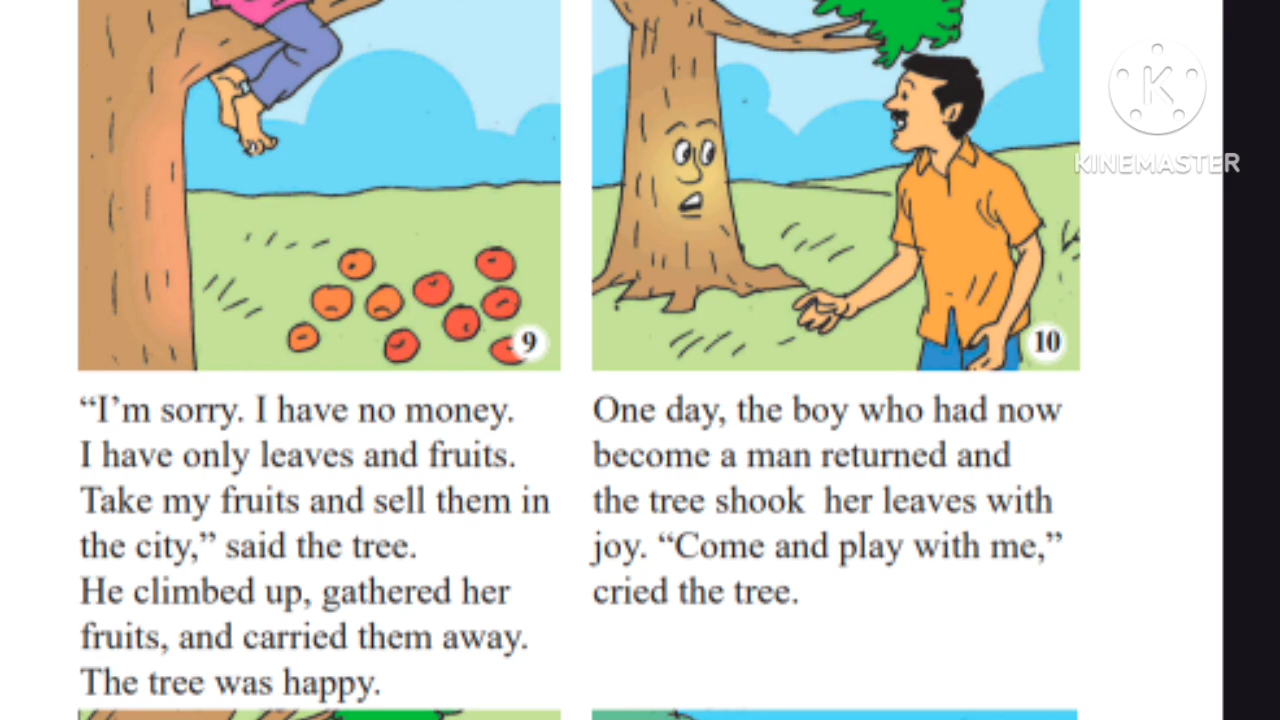 K
KINEMASTER
9
10
“I’m sorry. I have no money.
I have only leaves and fruits.
Take my fruits and sell them in
the city,” said the tree.
He climbed up, gathered her
fruits, and carried them away.
The tree was happy.
One day, the boy who had now
become a man returned and
the tree shook her leaves with
joy. “Come and play with me,”
cried the tree.